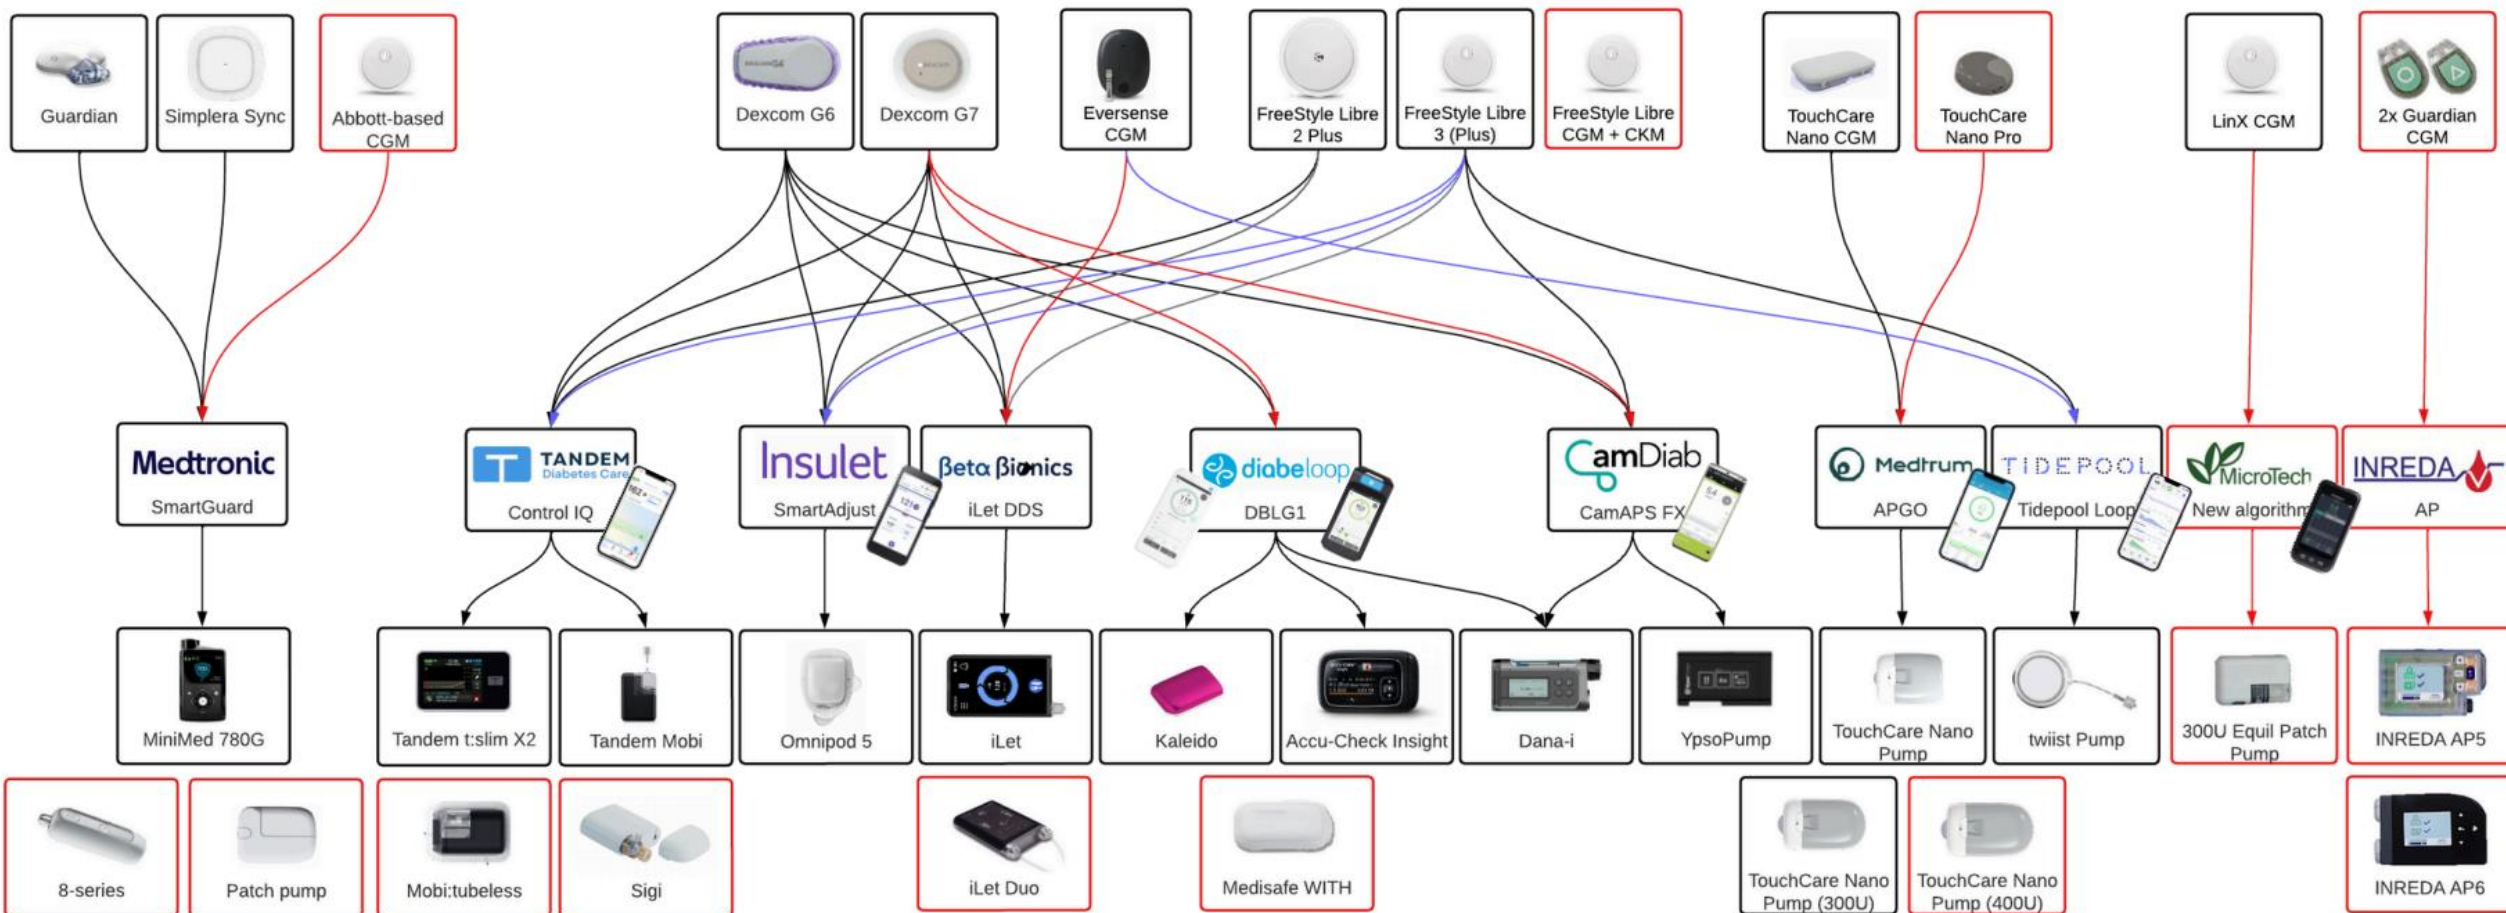 Guardian
Simplera Sync
Abbott-based
CGM
Dexcom G6
Dexcom G7
Eversense
CGM
FreeStyle Libre
2 Plus
FreeStyle Libre
3 (Plus)
FreeStyle Libre
CGM + CKM
TouchCare
Nano CGM
TouchCare
Nano Pro
LinX CGM
2x Guardian
CGM
Medtronic
SmartGuard
TANDEM
Diabetes Care
Control IQ
Insulet
SmartAdjust
Beta Bionics
iLet DDS
diabeloop
DBLG1
CamDiab
CamAPS FX
Medtrum
APGO
TIDEPOOL
Tidepool Loop
MicroTech
New algorithm
INREDA
AP
MiniMed 780G
Tandem t:slim X2
Tandem Mobi
Omnipod 5
iLet
Kaleido
Accu-Check Insight
Dana-i
YpsoPump
TouchCare Nano
Pump
twiist Pump
300U Equil Patch
Pump
INREDA AP5
8-series
Patch pump
Mobi:tubeless
Sigi
iLet Duo
Medisafe WITH
TouchCare Nano
Pump (300U)
TouchCare Nano
Pump (400U)
INREDA AP6